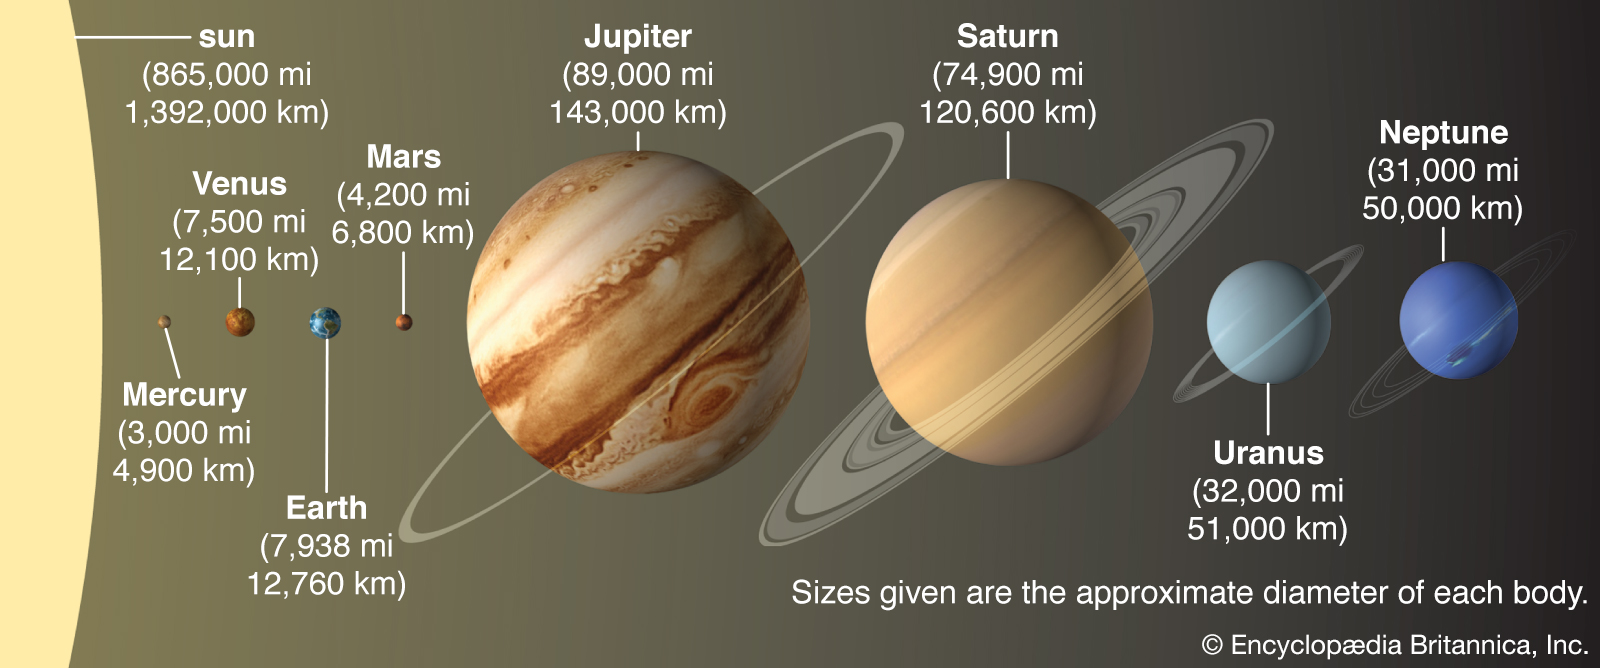 sun
(865,000 mi
1,392,000 km)
Jupiter
(89,000 mi
143,000 km)
Saturn
(74,900 mi
120,600 km)
Neptune
(31,000 mi
50,000 km)
Mars
(4,200 mi
6,800 km)
Venus
(7,500 mi
12,100 km)
Mercury
(3,000 mi
4,900 km)
Earth
(7,938 mi
12,760 km)
Uranus
(32,000 mi
51,000 km)
Sizes given are the approximate diameter of each body.
© Encyclopædia Britannica, Inc.